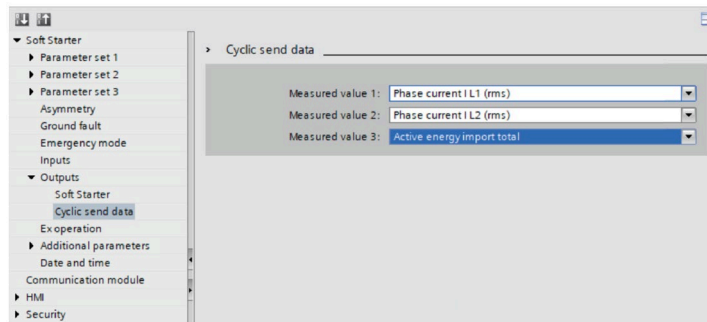 Soft Starter
Parameter set 1
Parameter set 2
Parameter set 3
Asymmetry
Ground fault
Emergency mode
Inputs
Outputs
Soft Starter
Cyclic send data
Ex operation
Additional parameters
Date and time
Communication module
HMI
Security
Cyclic send data
Measured value 1: Phase current I L1 (rms)
Measured value 2: Phase current I L2 (rms)
Measured value 3: Active energy import total